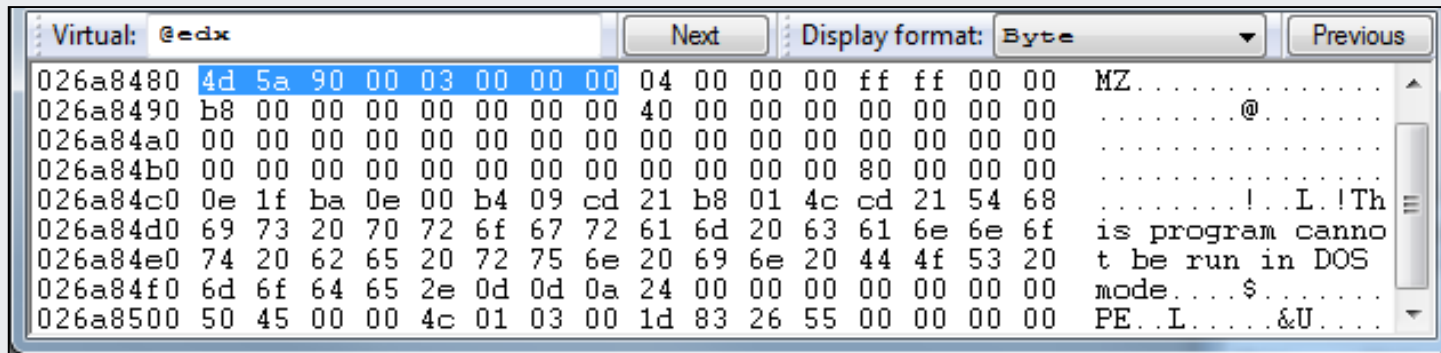 Virtual: @edx Next Display format: Byte Previous
026a8480 4d 5a 90 00 03 00 00 00 04 00 00 00 ff ff 00 00 MZ..............
026a8490 b8 00 00 00 00 00 00 00 40 00 00 00 00 00 00 00 ........@.......
026a84a0 00 00 00 00 00 00 00 00 00 00 00 00 00 00 00 00 ................
026a84b0 00 00 00 00 00 00 00 00 00 00 00 00 80 00 00 00 ................
026a84c0 0e 1f ba 0e 00 b4 09 cd 21 b8 01 4c cd 21 54 68 ........!..L.!Th
026a84d0 69 73 20 70 72 6f 67 72 61 6d 20 63 61 6e 6e 6f is program canno
026a84e0 74 20 62 65 20 72 75 6e 20 69 6e 20 44 4f 53 20 t be run in DOS
026a84f0 6d 6f 64 65 2e 0d 0d 0a 24 00 00 00 00 00 00 00 mode....$.......
026a8500 50 45 00 00 4c 01 03 00 1d 83 26 55 00 00 00 00 PE..L.....&U....